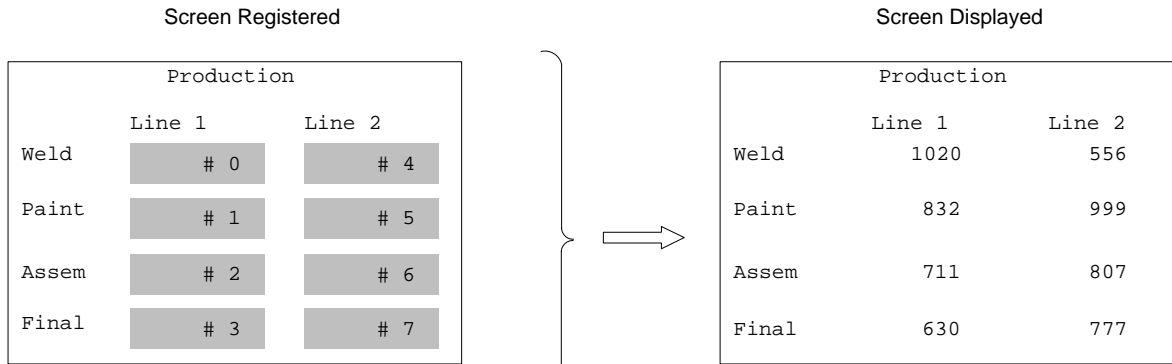 Screen Registered
Production
Line 1 Line 2
Weld # 0 # 4
Paint # 1 # 5
Assem # 2 # 6
Final # 3 # 7
Screen Displayed
Production
Line 1 Line 2
Weld 1020 556
Paint 832 999
Assem 711 807
Final 630 777